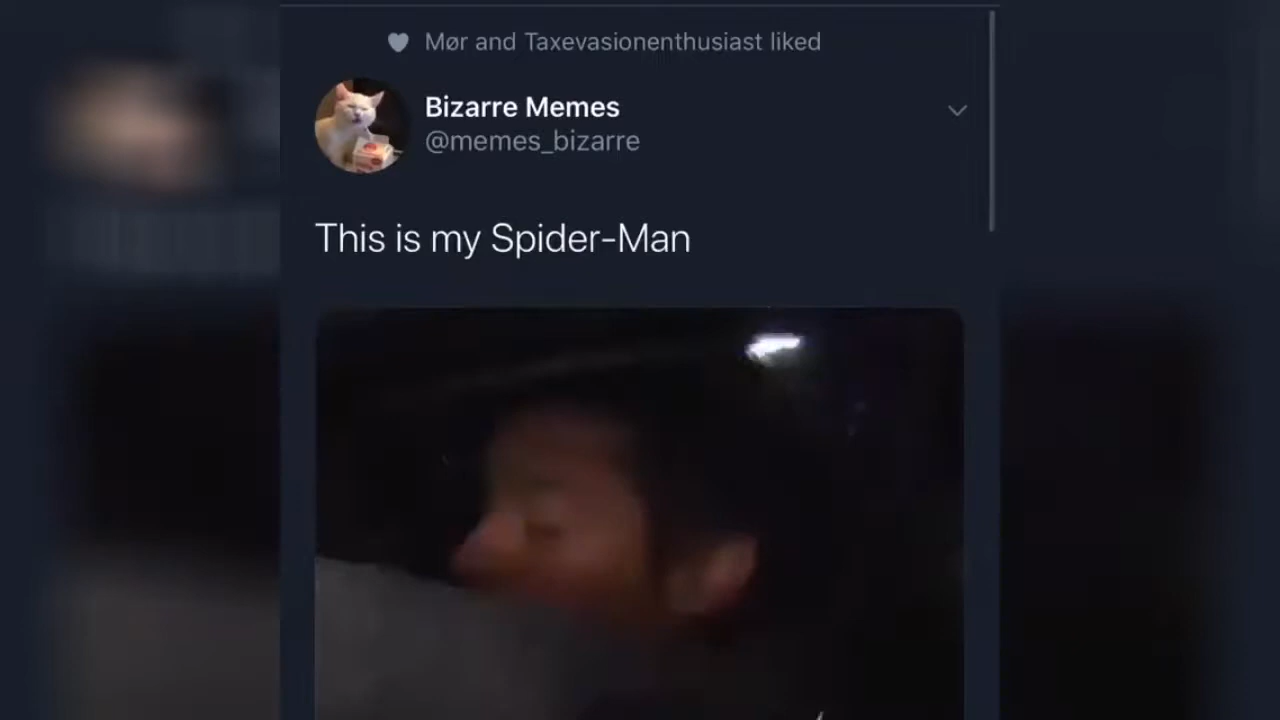 Mør and Taxevasionenthusiast liked
Bizarre Memes
@memes_bizarre
This is my Spider-Man